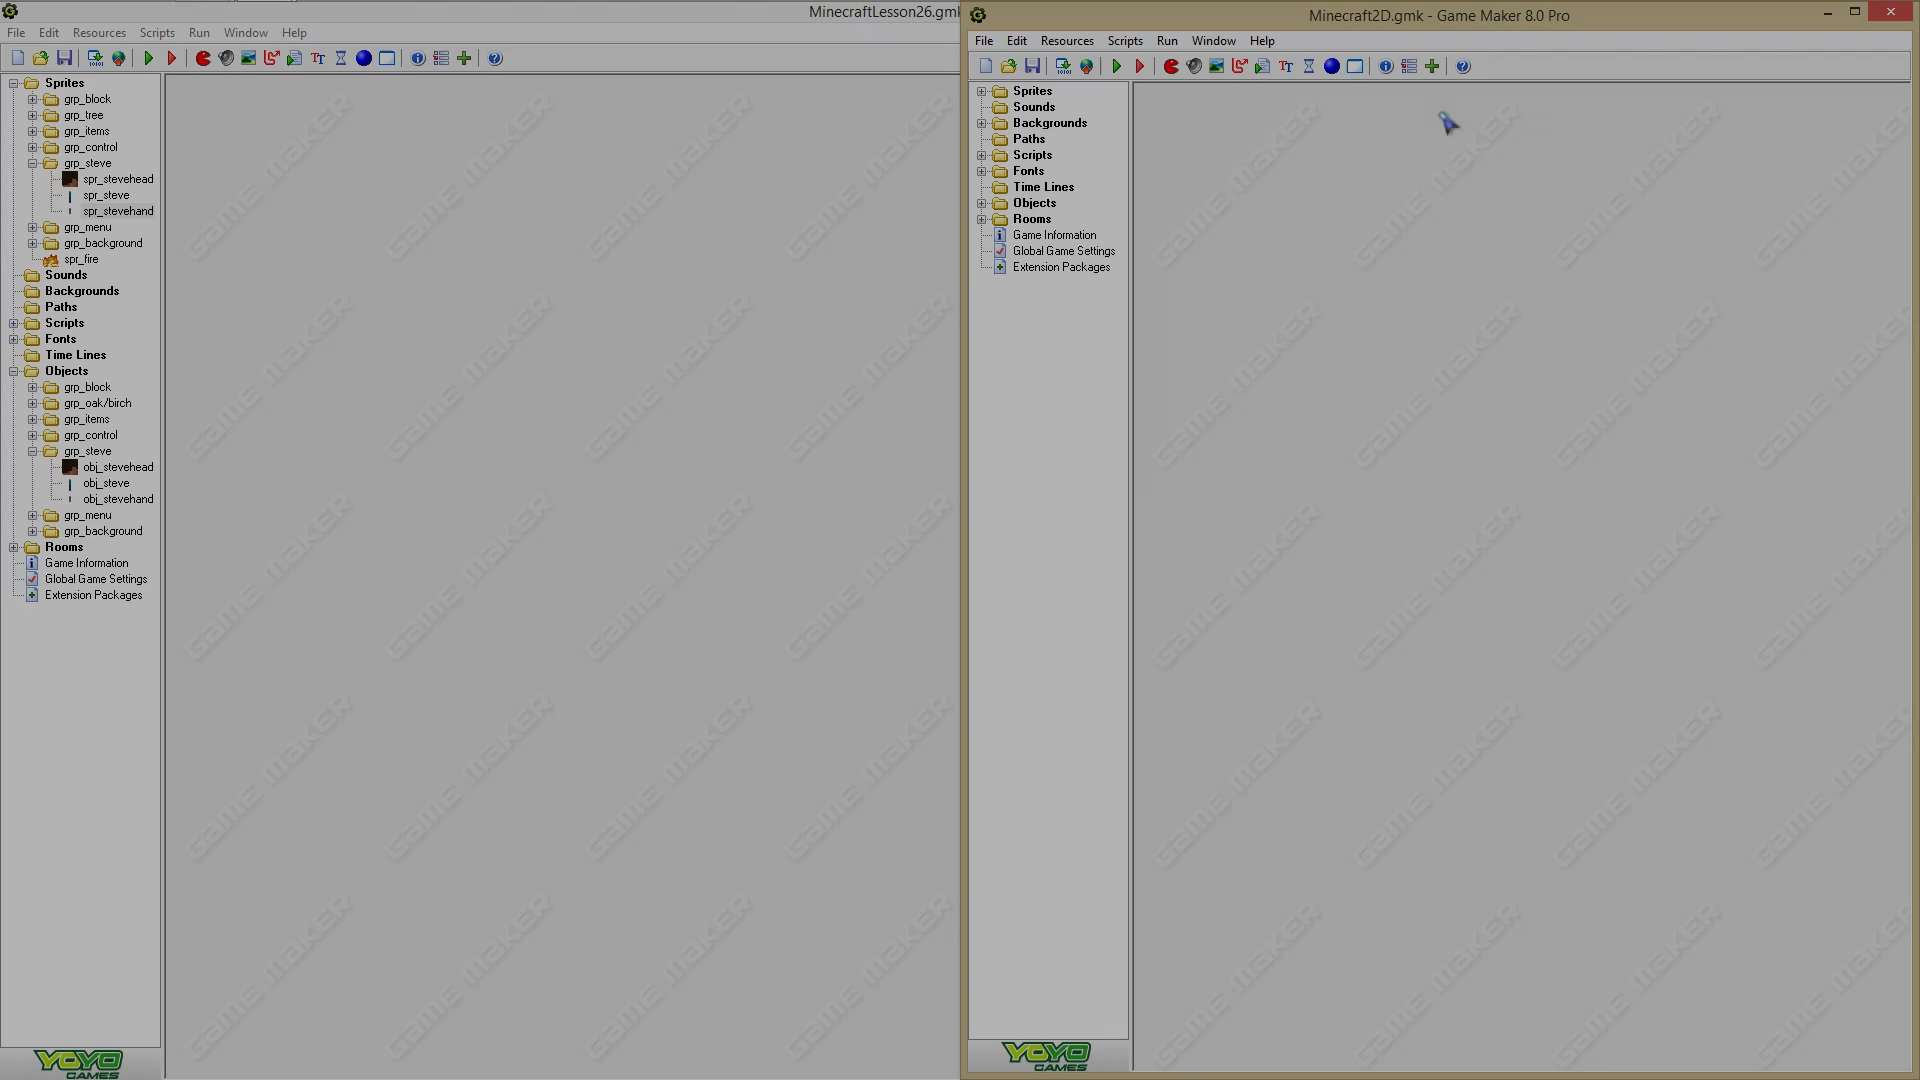 MinecraftLesson26.gmk
File Edit Resources Scripts Run Window Help
Sprites
grp_block
grp_tree
grp_items
grp_control
grp_steve
spr_stevehead
spr_steve
spr_stevehand
grp_menu
grp_background
spr_fire
Sounds
Backgrounds
Paths
Scripts
Fonts
Time Lines
Objects
grp_block
grp_oak/birch
grp_items
grp_control
grp_steve
obj_stevehead
obj_steve
obj_stevehand
grp_menu
grp_background
Rooms
Game Information
Global Game Settings
Extension Packages
YOYO
GAMES
GAME MAKER
Minecraft2D.gmk - Game Maker 8.0 Pro
File Edit Resources Scripts Run Window Help
Sprites
Sounds
Backgrounds
Paths
Scripts
Fonts
Time Lines
Objects
Rooms
Game Information
Global Game Settings
Extension Packages
YOYO
GAMES
GAME MAKER